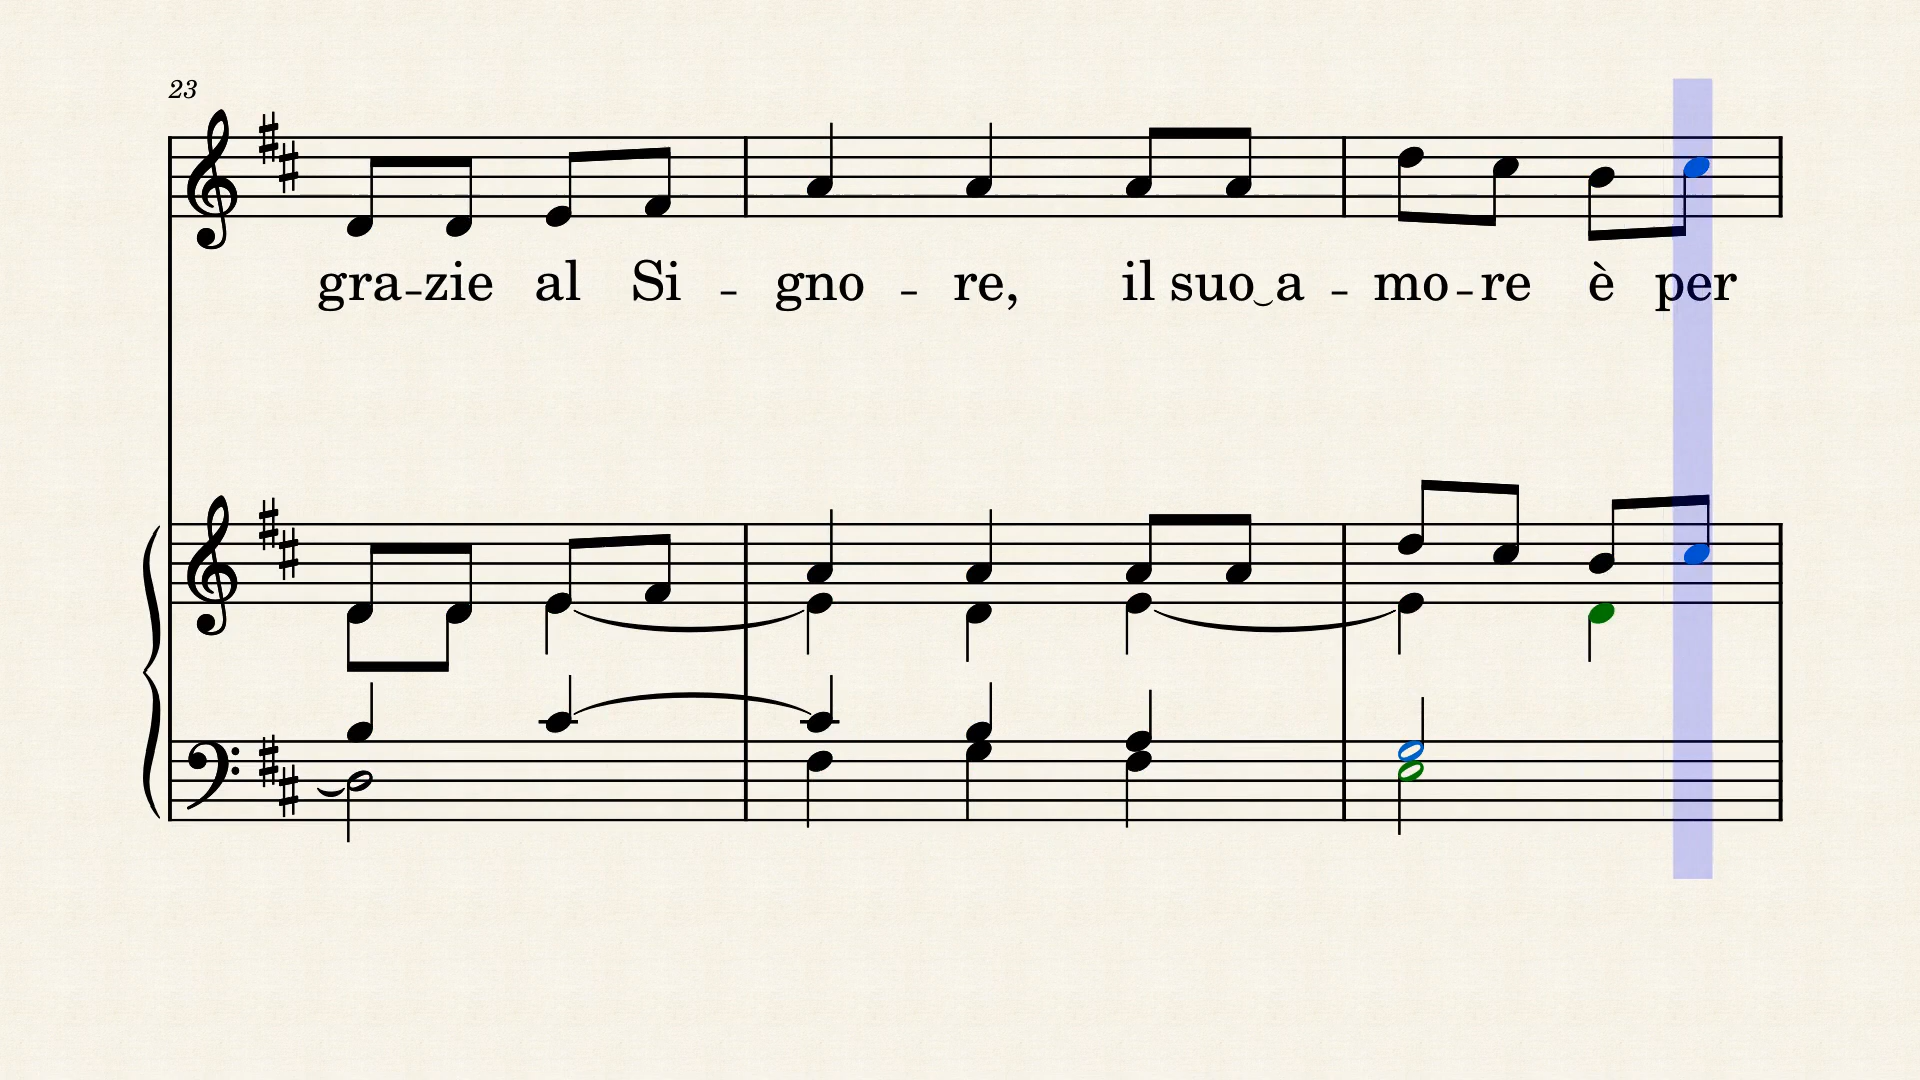 23
gra-zie al Si - gno - re, il suo‿a - mo-re è per